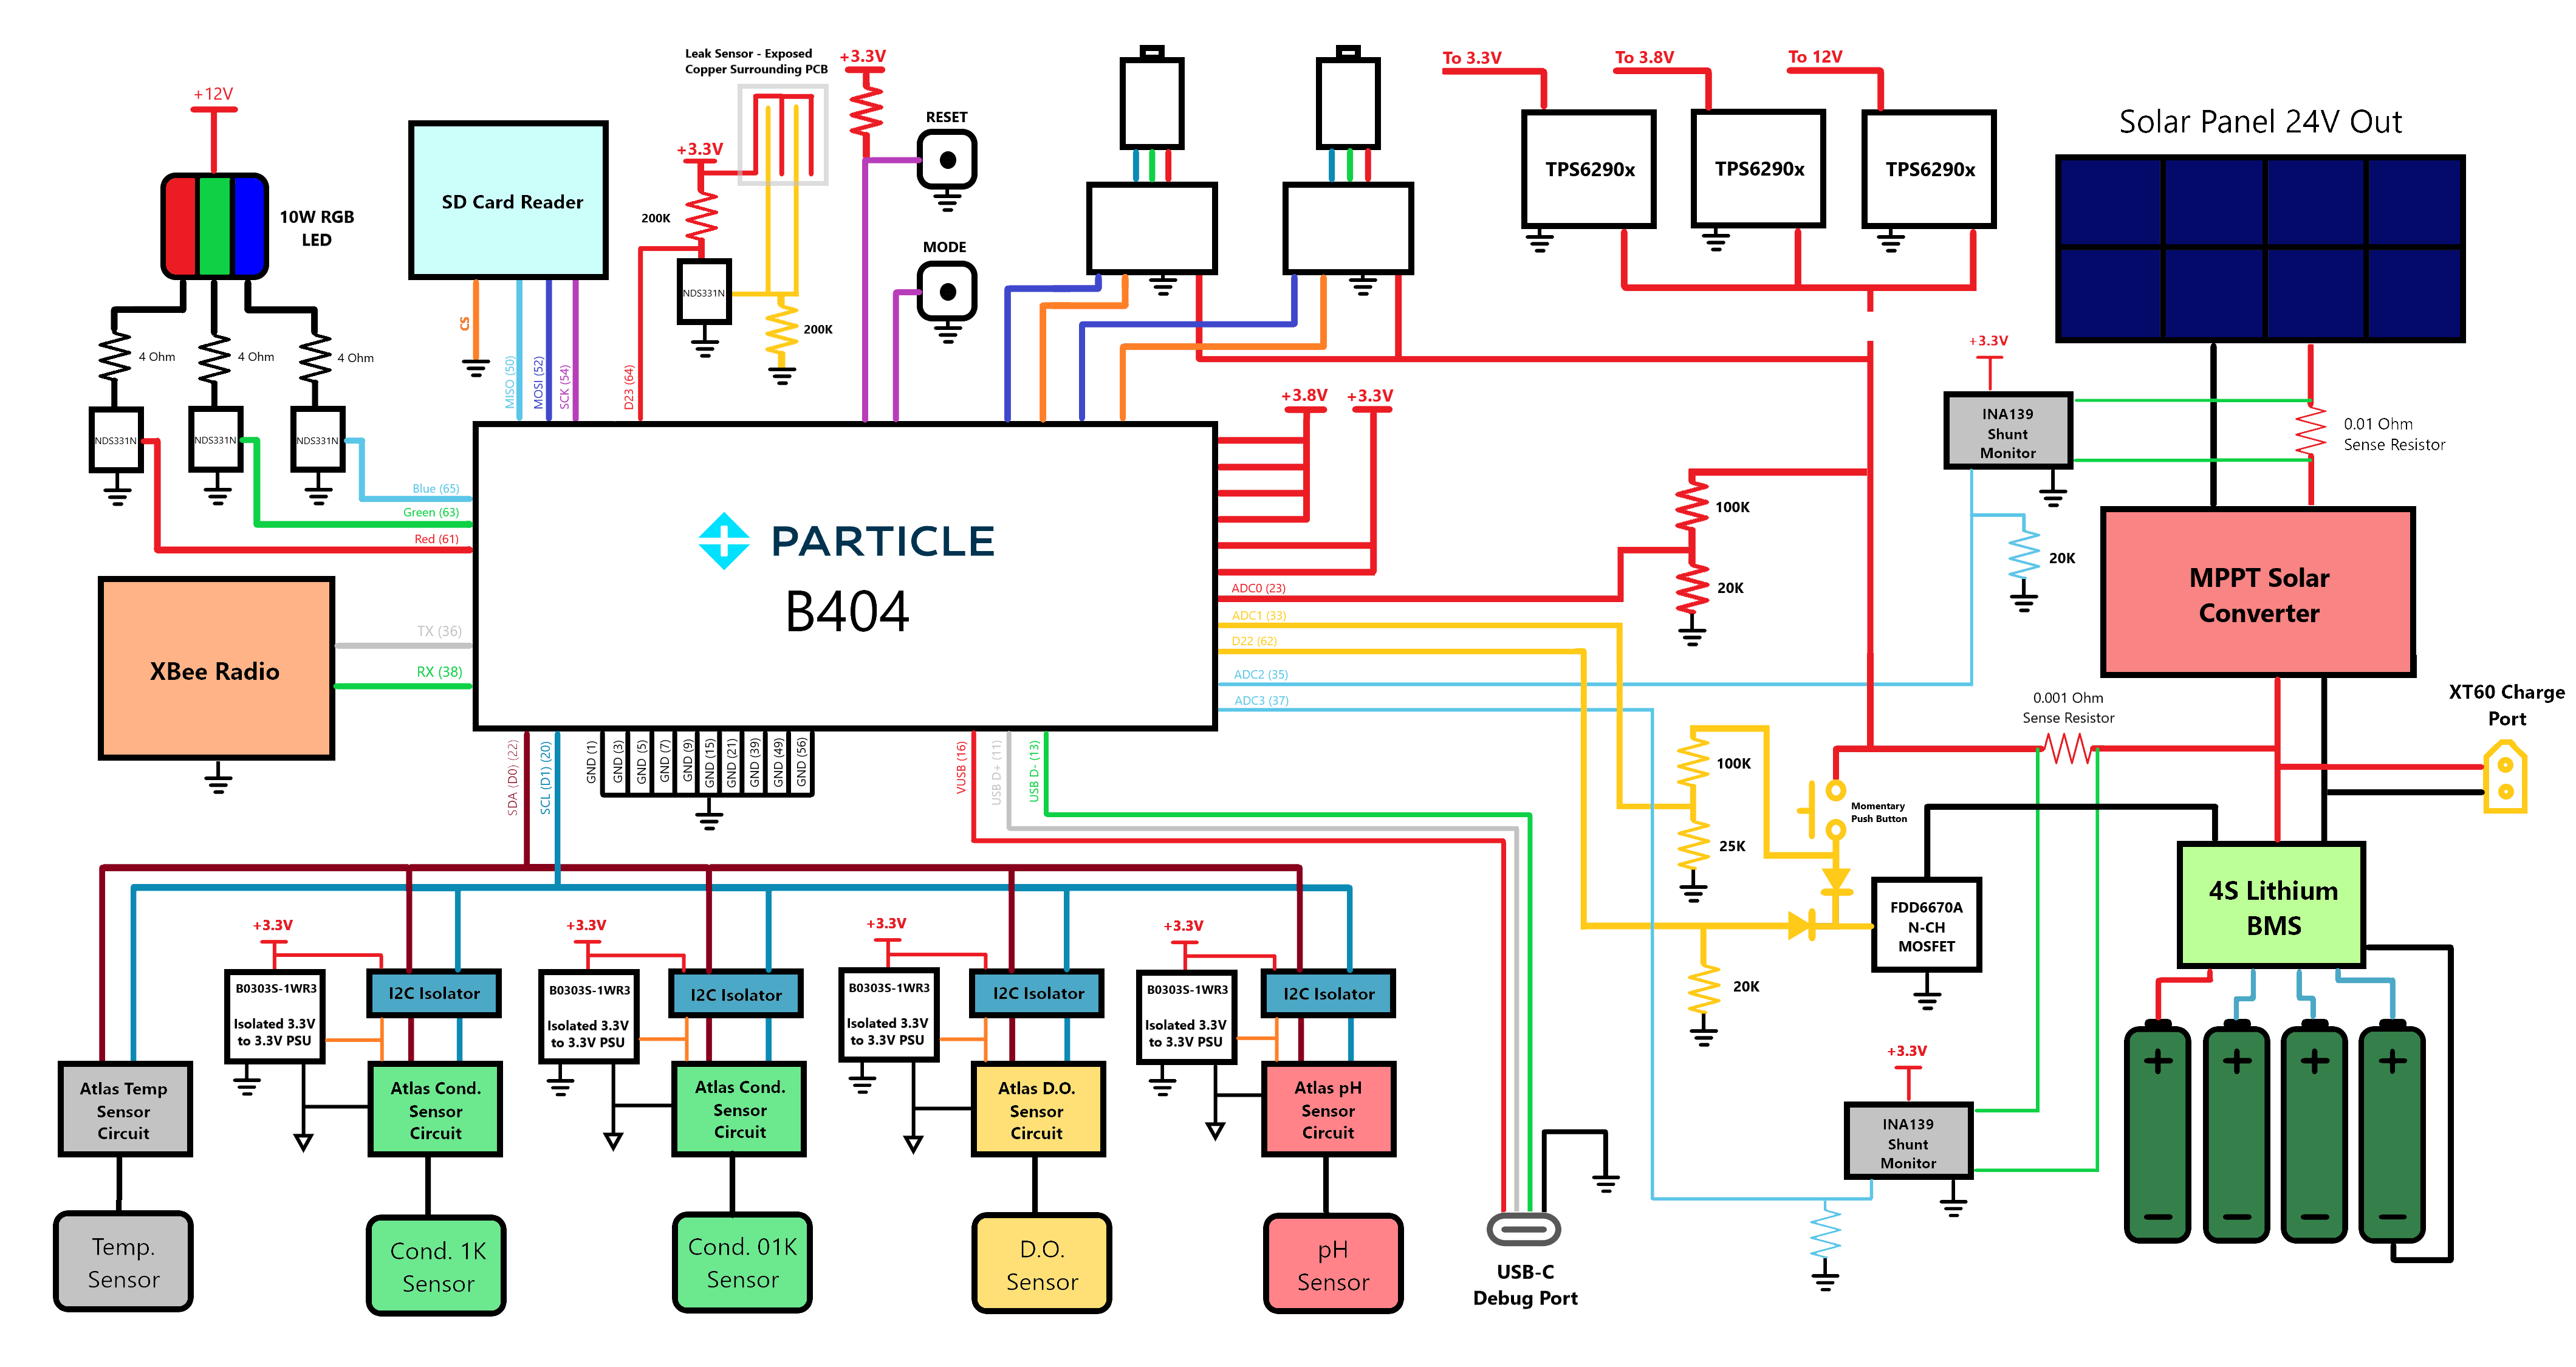 Leak Sensor - Exposed
Copper Surrounding PCB
+3.3V
To 3.3V
To 3.8V
To 12V
+12V
RESET
Solar Panel 24V Out
+3.3V
TPS6290x
TPS6290x
TPS6290x
SD Card Reader
10W RGB
LED
200K
MODE
NDS331N
200K
CS
4 Ohm
4 Ohm
4 Ohm
MISO (50)
MOSI (52)
SCK (54)
D23 (64)
+3.3V
+3.8V
+3.3V
INA139
Shunt
Monitor
0.01 Ohm
Sense Resistor
NDS331N
NDS331N
NDS331N
Blue (65)
Green (63)
Red (61)
100K
PARTICLE
B404
20K
20K
MPPT Solar
Converter
ADC0 (23)
ADC1 (33)
D22 (62)
ADC2 (35)
ADC3 (37)
XBee Radio
TX (36)
RX (38)
0.001 Ohm
Sense Resistor
XT60 Charge
Port
SDA (D0) (22)
SCL (D1) (20)
GND (1)
GND (3)
GND (5)
GND (7)
GND (9)
GND (15)
GND (21)
GND (39)
GND (49)
GND (56)
VUSB (16)
USB D+ (11)
USB D- (13)
100K
Momentary
Push Button
25K
4S Lithium
BMS
FDD6670A
N-CH
MOSFET
20K
+3.3V
+3.3V
+3.3V
+3.3V
B0303S-1WR3
Isolated 3.3V
to 3.3V PSU
I2C Isolator
B0303S-1WR3
Isolated 3.3V
to 3.3V PSU
I2C Isolator
B0303S-1WR3
Isolated 3.3V
to 3.3V PSU
I2C Isolator
B0303S-1WR3
Isolated 3.3V
to 3.3V PSU
I2C Isolator
Atlas Temp
Sensor
Circuit
Atlas Cond.
Sensor
Circuit
Atlas Cond.
Sensor
Circuit
Atlas D.O.
Sensor
Circuit
Atlas pH
Sensor
Circuit
+3.3V
INA139
Shunt
Monitor
+
+
+
+
−
−
−
−
Temp.
Sensor
Cond. 1K
Sensor
Cond. 01K
Sensor
D.O.
Sensor
pH
Sensor
USB-C
Debug Port